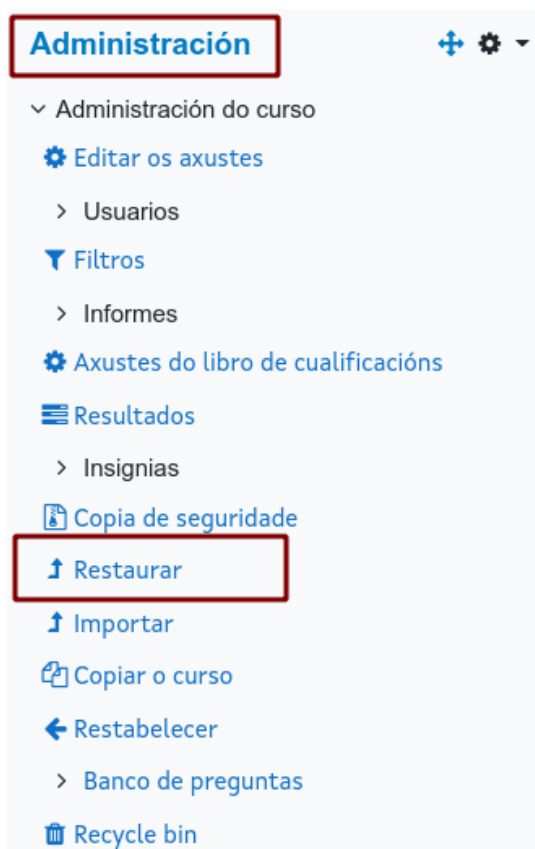 Administración
Administración do curso
Editar os axustes
Usuarios
Filtros
Informes
Axustes do libro de cualificacións
Resultados
Insignias
Copia de seguridade
Restaurar
Importar
Copiar o curso
Restabelecer
Banco de preguntas
Recycle bin